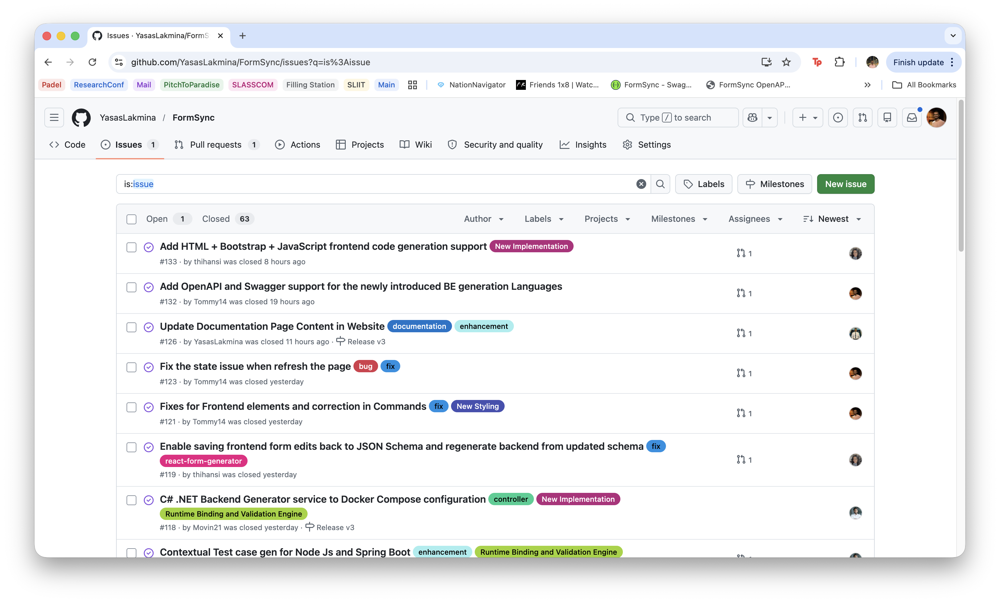 Issues · YasasLakmina/FormS
github.com/YasasLakmina/FormSync/issues?q=is%3Aissue
Tp
Finish update
Padel ResearchConf Mail PitchToParadise SLASSCOM Filling Station SLIIT Main NationNavigator FR Friends 1x8 | Watc... FormSync - Swag... FormSync OpenAP... All Bookmarks
YasasLakmina / FormSync
Type / to search
Code Issues 1 Pull requests 1 Actions Projects Wiki Security and quality Insights Settings
is:issue
Labels Milestones New issue
Open 1 Closed 63 Author Labels Projects Milestones Assignees Newest
Add HTML + Bootstrap + JavaScript frontend code generation support New Implementation
#133 · by thihansi was closed 8 hours ago
1
Add OpenAPI and Swagger support for the newly introduced BE generation Languages
#132 · by Tommy14 was closed 19 hours ago
1
Update Documentation Page Content in Website documentation enhancement
#126 · by YasasLakmina was closed 11 hours ago · Release v3
1
Fix the state issue when refresh the page bug fix
#123 · by Tommy14 was closed yesterday
1
Fixes for Frontend elements and correction in Commands fix New Styling
#121 · by Tommy14 was closed yesterday
1
Enable saving frontend form edits back to JSON Schema and regenerate backend from updated schema fix
react-form-generator
#119 · by thihansi was closed yesterday
1
C# .NET Backend Generator service to Docker Compose configuration controller New Implementation
Runtime Binding and Validation Engine
#118 · by Movin21 was closed yesterday · Release v3
Contextual Test case gen for Node Js and Spring Boot enhancement Runtime Binding and Validation Engine